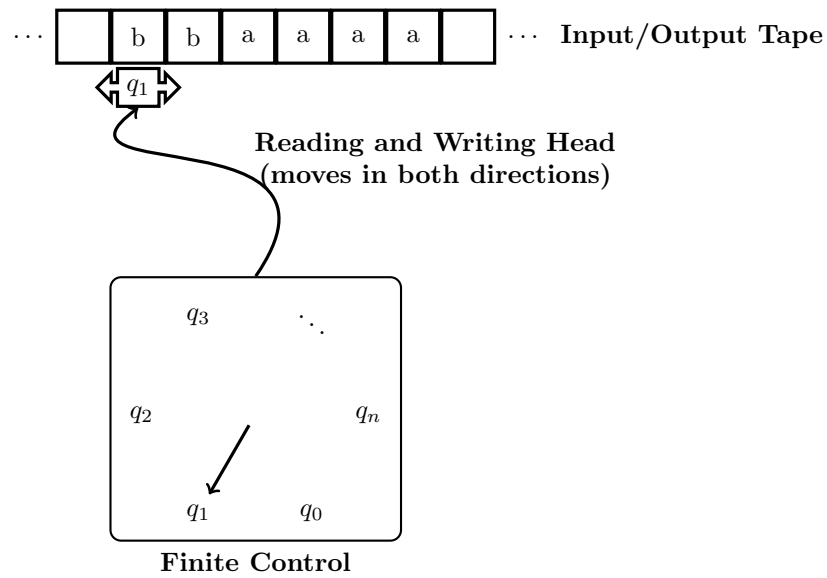 ⋯ b b a a a a ⋯ Input/Output Tape
q₁
Reading and Writing Head
(moves in both directions)
q₃ ⋱
q₂ qₙ
q₁ q₀
Finite Control